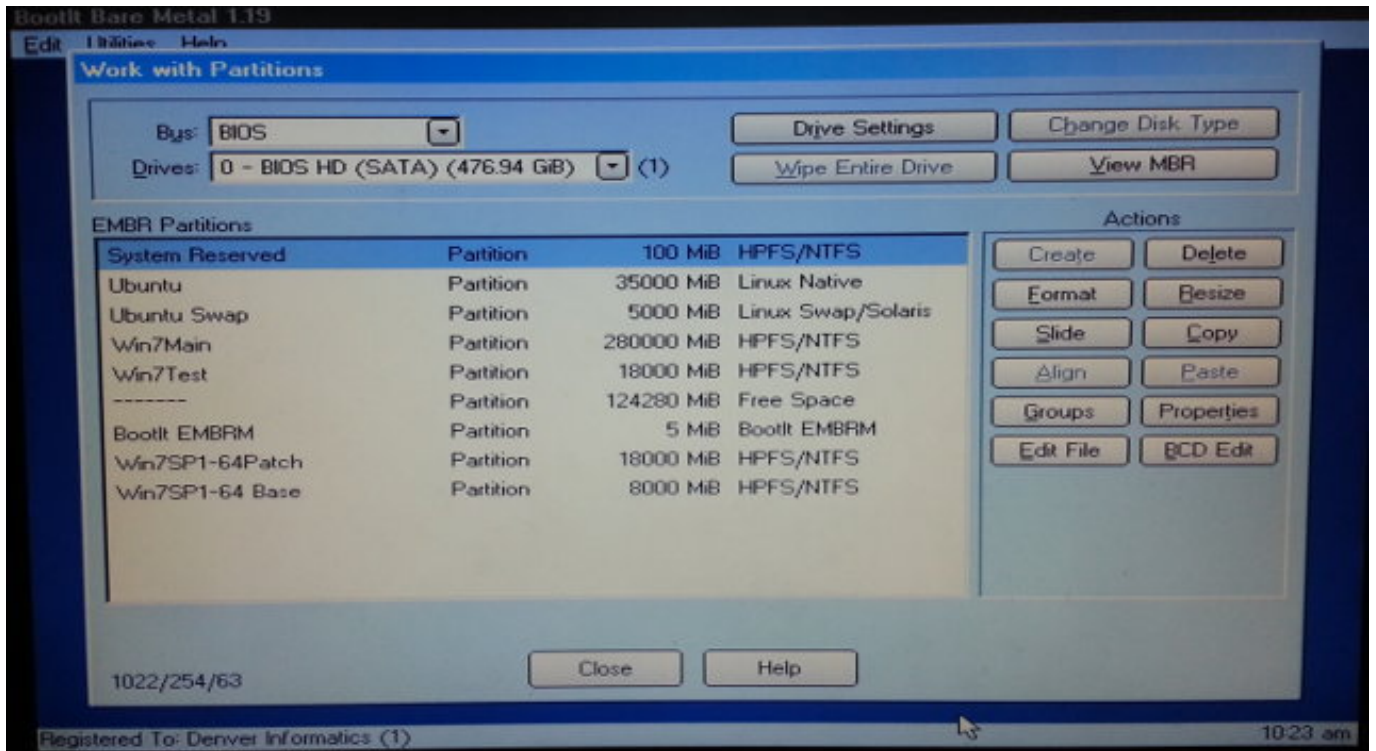 BootIt Bare Metal 1.19
Edit Utilities Help
Work with Partitions
Bus: BIOS
Drives: 0 - BIOS HD (SATA) (476.94 GiB) (1)
Drive Settings Change Disk Type
Wipe Entire Drive View MBR
EMBR Partitions
System Reserved Partition 100 MiB HPFS/NTFS
Ubuntu Partition 35000 MiB Linux Native
Ubuntu Swap Partition 5000 MiB Linux Swap/Solaris
Win7Main Partition 280000 MiB HPFS/NTFS
Win7Test Partition 18000 MiB HPFS/NTFS
------- Partition 124280 MiB Free Space
BootIt EMBRM Partition 5 MiB BootIt EMBRM
Win7SP1-64Patch Partition 18000 MiB HPFS/NTFS
Win7SP1-64 Base Partition 8000 MiB HPFS/NTFS
Actions
Create Delete
Format Resize
Slide Copy
Align Paste
Groups Properties
Edit File BCD Edit
Close Help
1022/254/63
Registered To: Denver Informatics (1) 10:23 am